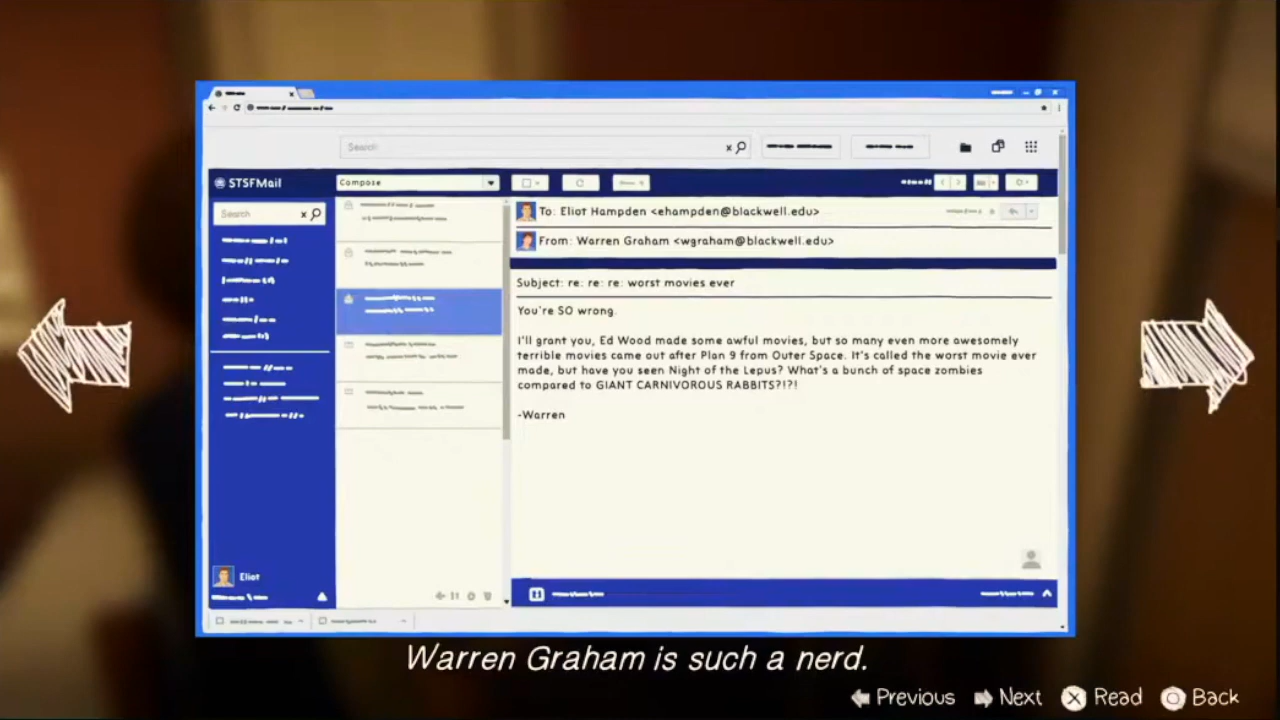 Search
STSFMail
Compose
Search
To: Eliot Hampden <ehampden@blackwell.edu>
From: Warren Graham <wgraham@blackwell.edu>
Subject: re: re: re: worst movies ever
You're SO wrong.
I'll grant you, Ed Wood made some awful movies, but so many even more awesomely
terrible movies came out after Plan 9 from Outer Space. It's called the worst movie ever
made, but have you seen Night of the Lepus? What's a bunch of space zombies
compared to GIANT CARNIVOROUS RABBITS?!?!
-Warren
Eliot
Warren Graham is such a nerd.
Previous Next Read Back